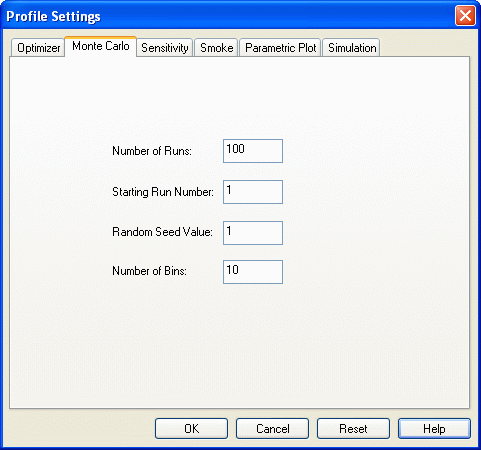 Profile Settings
Optimizer Monte Carlo Sensitivity Smoke Parametric Plot Simulation
Number of Runs: 100
Starting Run Number: 1
Random Seed Value: 1
Number of Bins: 10
OK Cancel Reset Help